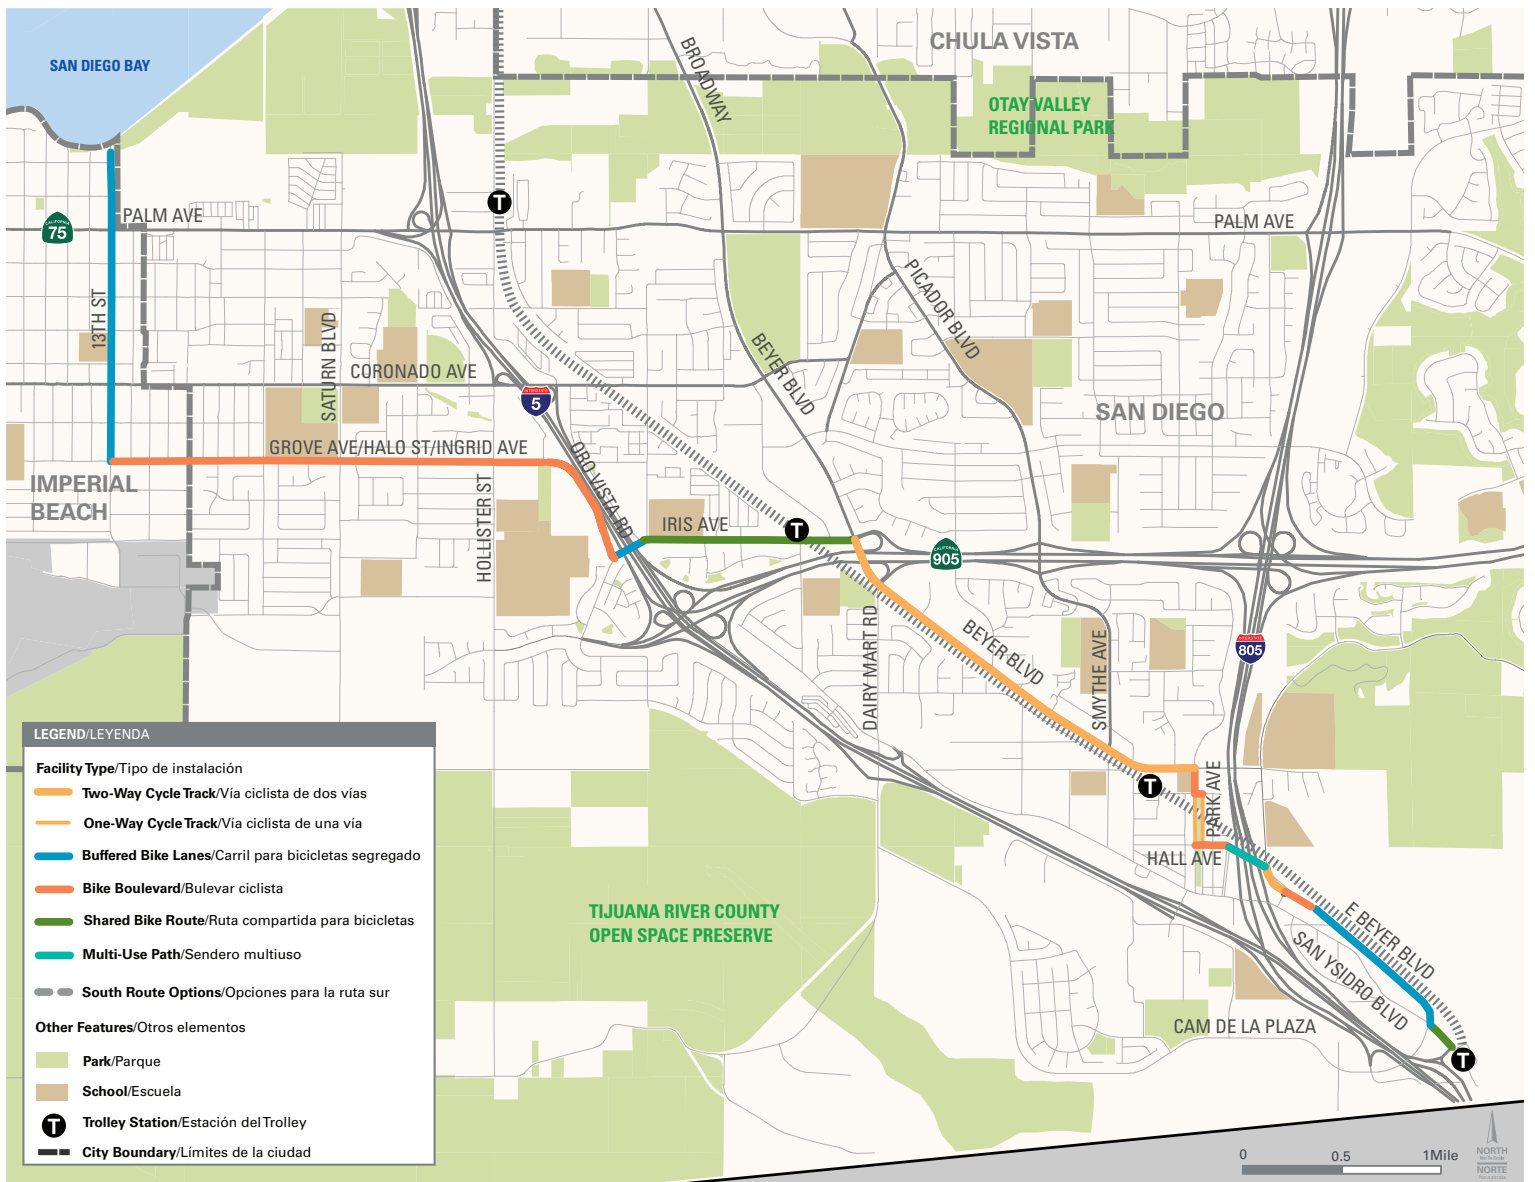 CHULA VISTA
SAN DIEGO BAY
BROADWAY
OTAY VALLEY
REGIONAL PARK
T
PALM AVE
PALM AVE
CALIFORNIA
75
PICADOR BLVD
13TH ST
SATURN BLVD
BEYER BLVD
CORONADO AVE
INTERSTATE
5
SAN DIEGO
GROVE AVE/HALO ST/INGRID AVE
ORO VISTA RD
IMPERIAL
BEACH
HOLLISTER ST
IRIS AVE
T
CALIFORNIA
905
DAIRY MART RD
BEYER BLVD
SMYTHE AVE
INTERSTATE
805
T
PARK AVE
HALL AVE
TIJUANA RIVER COUNTY
OPEN SPACE PRESERVE
E BEYER BLVD
SAN YSIDRO BLVD
CAM DE LA PLAZA
T
LEGEND/LEYENDA
Facility Type/Tipo de instalación
Two-Way Cycle Track/Vía ciclista de dos vías
One-Way Cycle Track/Vía ciclista de una vía
Buffered Bike Lanes/Carril para bicicletas segregado
Bike Boulevard/Bulevar ciclista
Shared Bike Route/Ruta compartida para bicicletas
Multi-Use Path/Sendero multiuso
South Route Options/Opciones para la ruta sur
Other Features/Otros elementos
Park/Parque
School/Escuela
T Trolley Station/Estación del Trolley
City Boundary/Límites de la ciudad
0 0.5 1Mile
NORTH
Not To Scale
NORTE